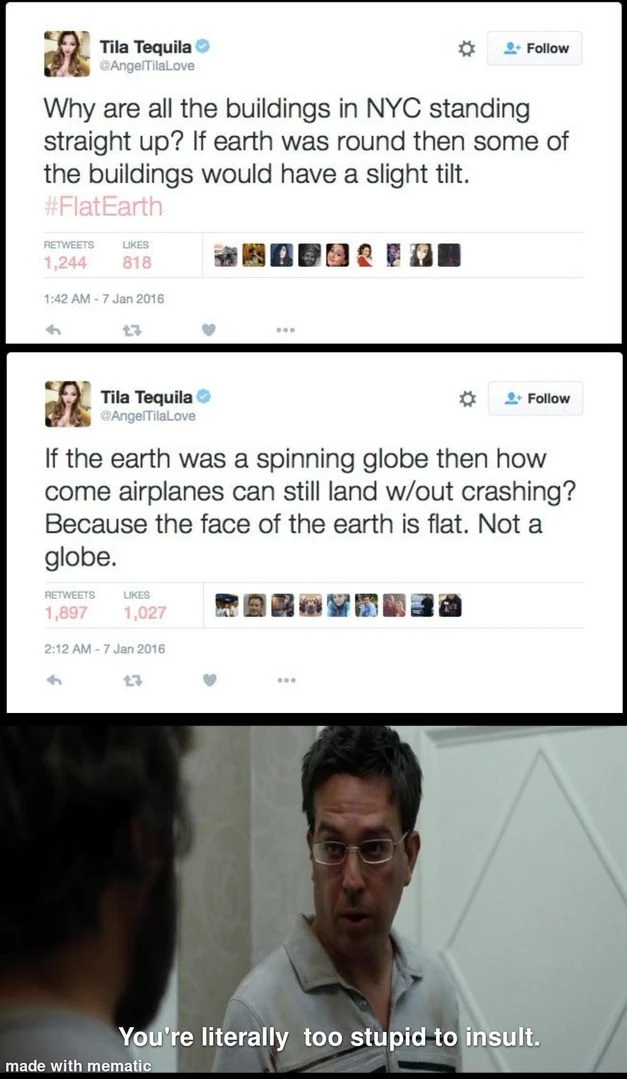 Tila Tequila
@AngelTilaLove
Follow
Why are all the buildings in NYC standing
straight up? If earth was round then some of
the buildings would have a slight tilt.
#FlatEarth
RETWEETS LIKES
1,244 818
1:42 AM - 7 Jan 2016
Tila Tequila
@AngelTilaLove
Follow
If the earth was a spinning globe then how
come airplanes can still land w/out crashing?
Because the face of the earth is flat. Not a
globe.
RETWEETS LIKES
1,897 1,027
2:12 AM - 7 Jan 2016
You're literally too stupid to insult.
made with mematic